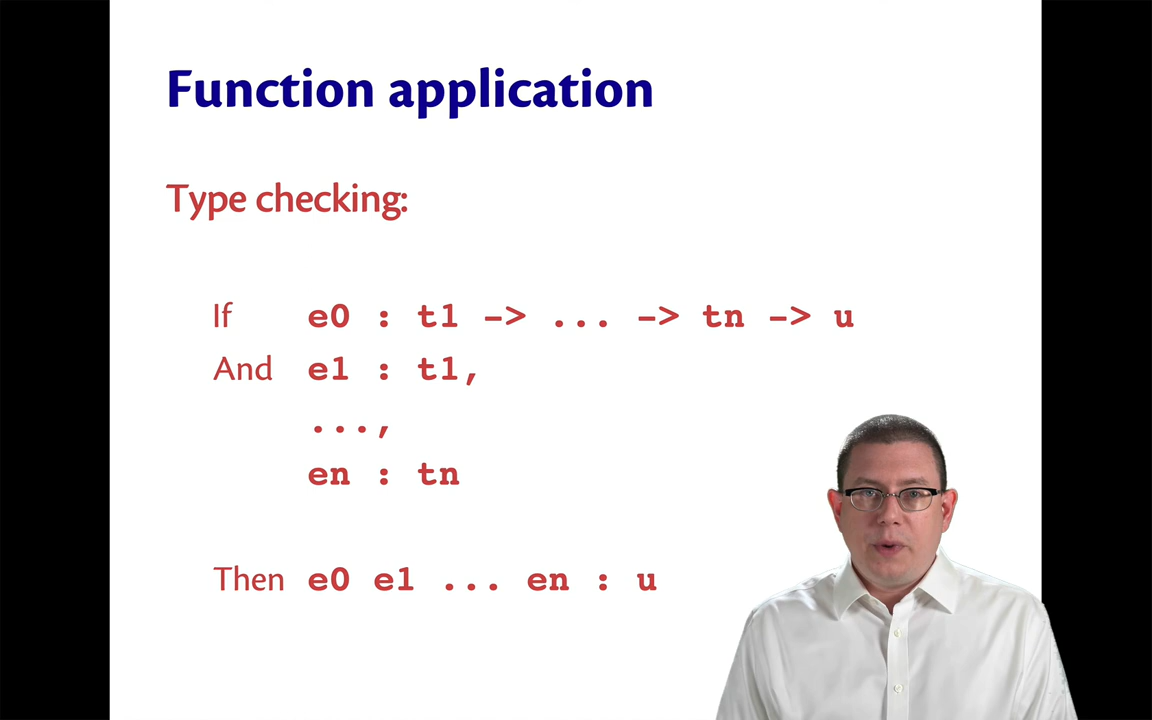 Function application
Type checking:
If e0 : t1 -> ... -> tn -> u
And e1 : t1,
...,
en : tn
Then e0 e1 ... en : u